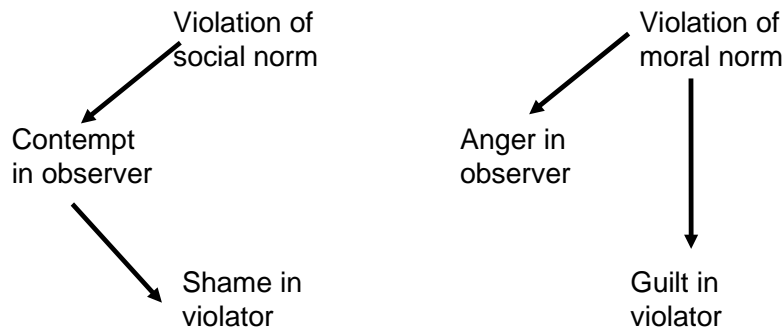 Violation of
social norm
Violation of
moral norm
Contempt
in observer
Anger in
observer
Shame in
violator
Guilt in
violator